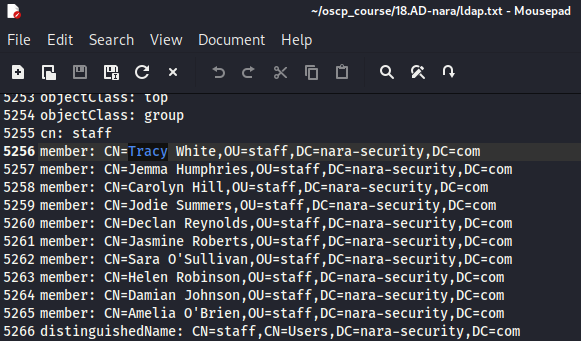 ~/oscp_course/18.AD-nara/ldap.txt - Mousepad
File Edit Search View Document Help
5253 objectClass: top
5254 objectClass: group
5255 cn: staff
5256 member: CN=Tracy White,OU=staff,DC=nara-security,DC=com
5257 member: CN=Jemma Humphries,OU=staff,DC=nara-security,DC=com
5258 member: CN=Carolyn Hill,OU=staff,DC=nara-security,DC=com
5259 member: CN=Jodie Summers,OU=staff,DC=nara-security,DC=com
5260 member: CN=Declan Reynolds,OU=staff,DC=nara-security,DC=com
5261 member: CN=Jasmine Roberts,OU=staff,DC=nara-security,DC=com
5262 member: CN=Sara O'Sullivan,OU=staff,DC=nara-security,DC=com
5263 member: CN=Helen Robinson,OU=staff,DC=nara-security,DC=com
5264 member: CN=Damian Johnson,OU=staff,DC=nara-security,DC=com
5265 member: CN=Amelia O'Brien,OU=staff,DC=nara-security,DC=com
5266 distinguishedName: CN=staff,CN=Users,DC=nara-security,DC=com